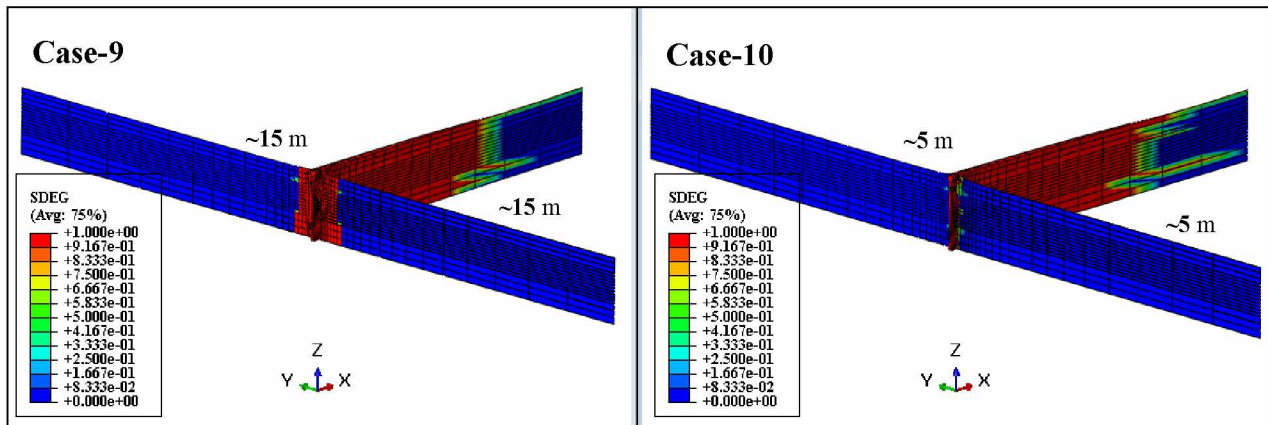 Case-9
~15 m
~15 m
SDEG
(Avg: 75%)
+1.000e+00
+9.167e-01
+8.333e-01
+7.500e-01
+6.667e-01
+5.833e-01
+5.000e-01
+4.167e-01
+3.333e-01
+2.500e-01
+1.667e-01
+8.333e-02
+0.000e+00
Z
Y X
Case-10
~5 m
~5 m
SDEG
(Avg: 75%)
+1.000e+00
+9.167e-01
+8.333e-01
+7.500e-01
+6.667e-01
+5.833e-01
+5.000e-01
+4.167e-01
+3.333e-01
+2.500e-01
+1.667e-01
+8.333e-02
+0.000e+00
Z
Y X